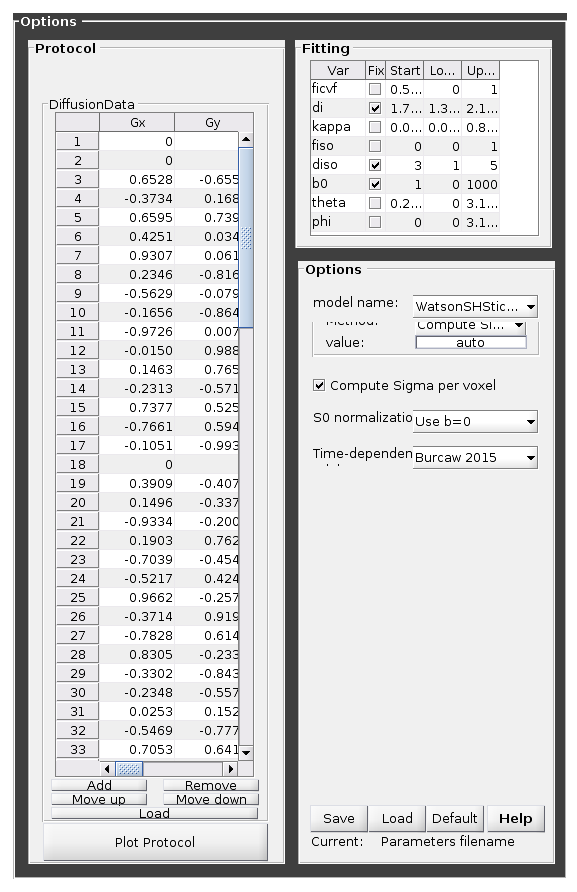 Options
Protocol
DiffusionData
Gx Gy
1 0
2 0
3 0.6528 -0.655
4 -0.3734 0.168
5 0.6595 0.739
6 0.4251 0.034
7 0.9307 0.061
8 0.2346 -0.816
9 -0.5629 -0.079
10 -0.1656 -0.864
11 -0.9726 0.007
12 -0.0150 0.988
13 0.1463 0.765
14 -0.2313 -0.571
15 0.7377 0.525
16 -0.7661 0.594
17 -0.1051 -0.993
18 0
19 0.3909 -0.407
20 0.1496 -0.337
21 -0.9334 -0.200
22 0.1903 0.762
23 -0.7039 -0.454
24 -0.5217 0.424
25 0.9662 -0.257
26 -0.3714 0.919
27 -0.7828 0.614
28 0.8305 -0.233
29 -0.3302 -0.843
30 -0.2348 -0.557
31 0.0253 0.152
32 -0.5469 -0.777
33 0.7053 0.641
Add Remove
Move up Move down
Load
Plot Protocol
Fitting
Var Fix Start Lo... Up...
ficvf 0.5... 0 1
di 1.7... 1.3... 2.1...
kappa 0.0... 0.0... 0.8...
fiso 0 0 1
diso 3 1 5
b0 1 0 1000
theta 0.2... 0 3.1...
phi 0 0 3.1...
Options
model name: WatsonSHStic...
Method: Compute Si...
value: auto
Compute Sigma per voxel
S0 normalizatio Use b=0
Time-dependen Burcaw 2015
Save Load Default Help
Current: Parameters filename